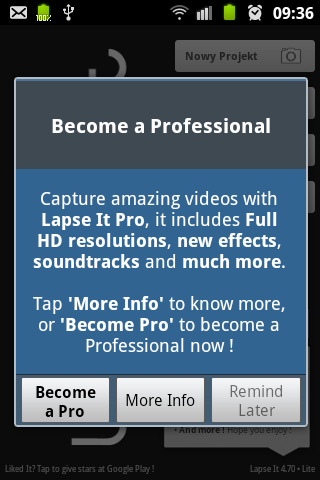 100%
09:36
Nowy Projekt
Become a Professional
Capture amazing videos with
Lapse It Pro, it includes Full
HD resolutions, new effects,
soundtracks and much more.
Tap 'More Info' to know more,
or 'Become Pro' to become a
Professional now !
Become
a Pro
More Info
Remind
Later
• And more ! Hope you enjoy !
Liked It? Tap to give stars at Google Play !
Lapse It 4.70 • Lite